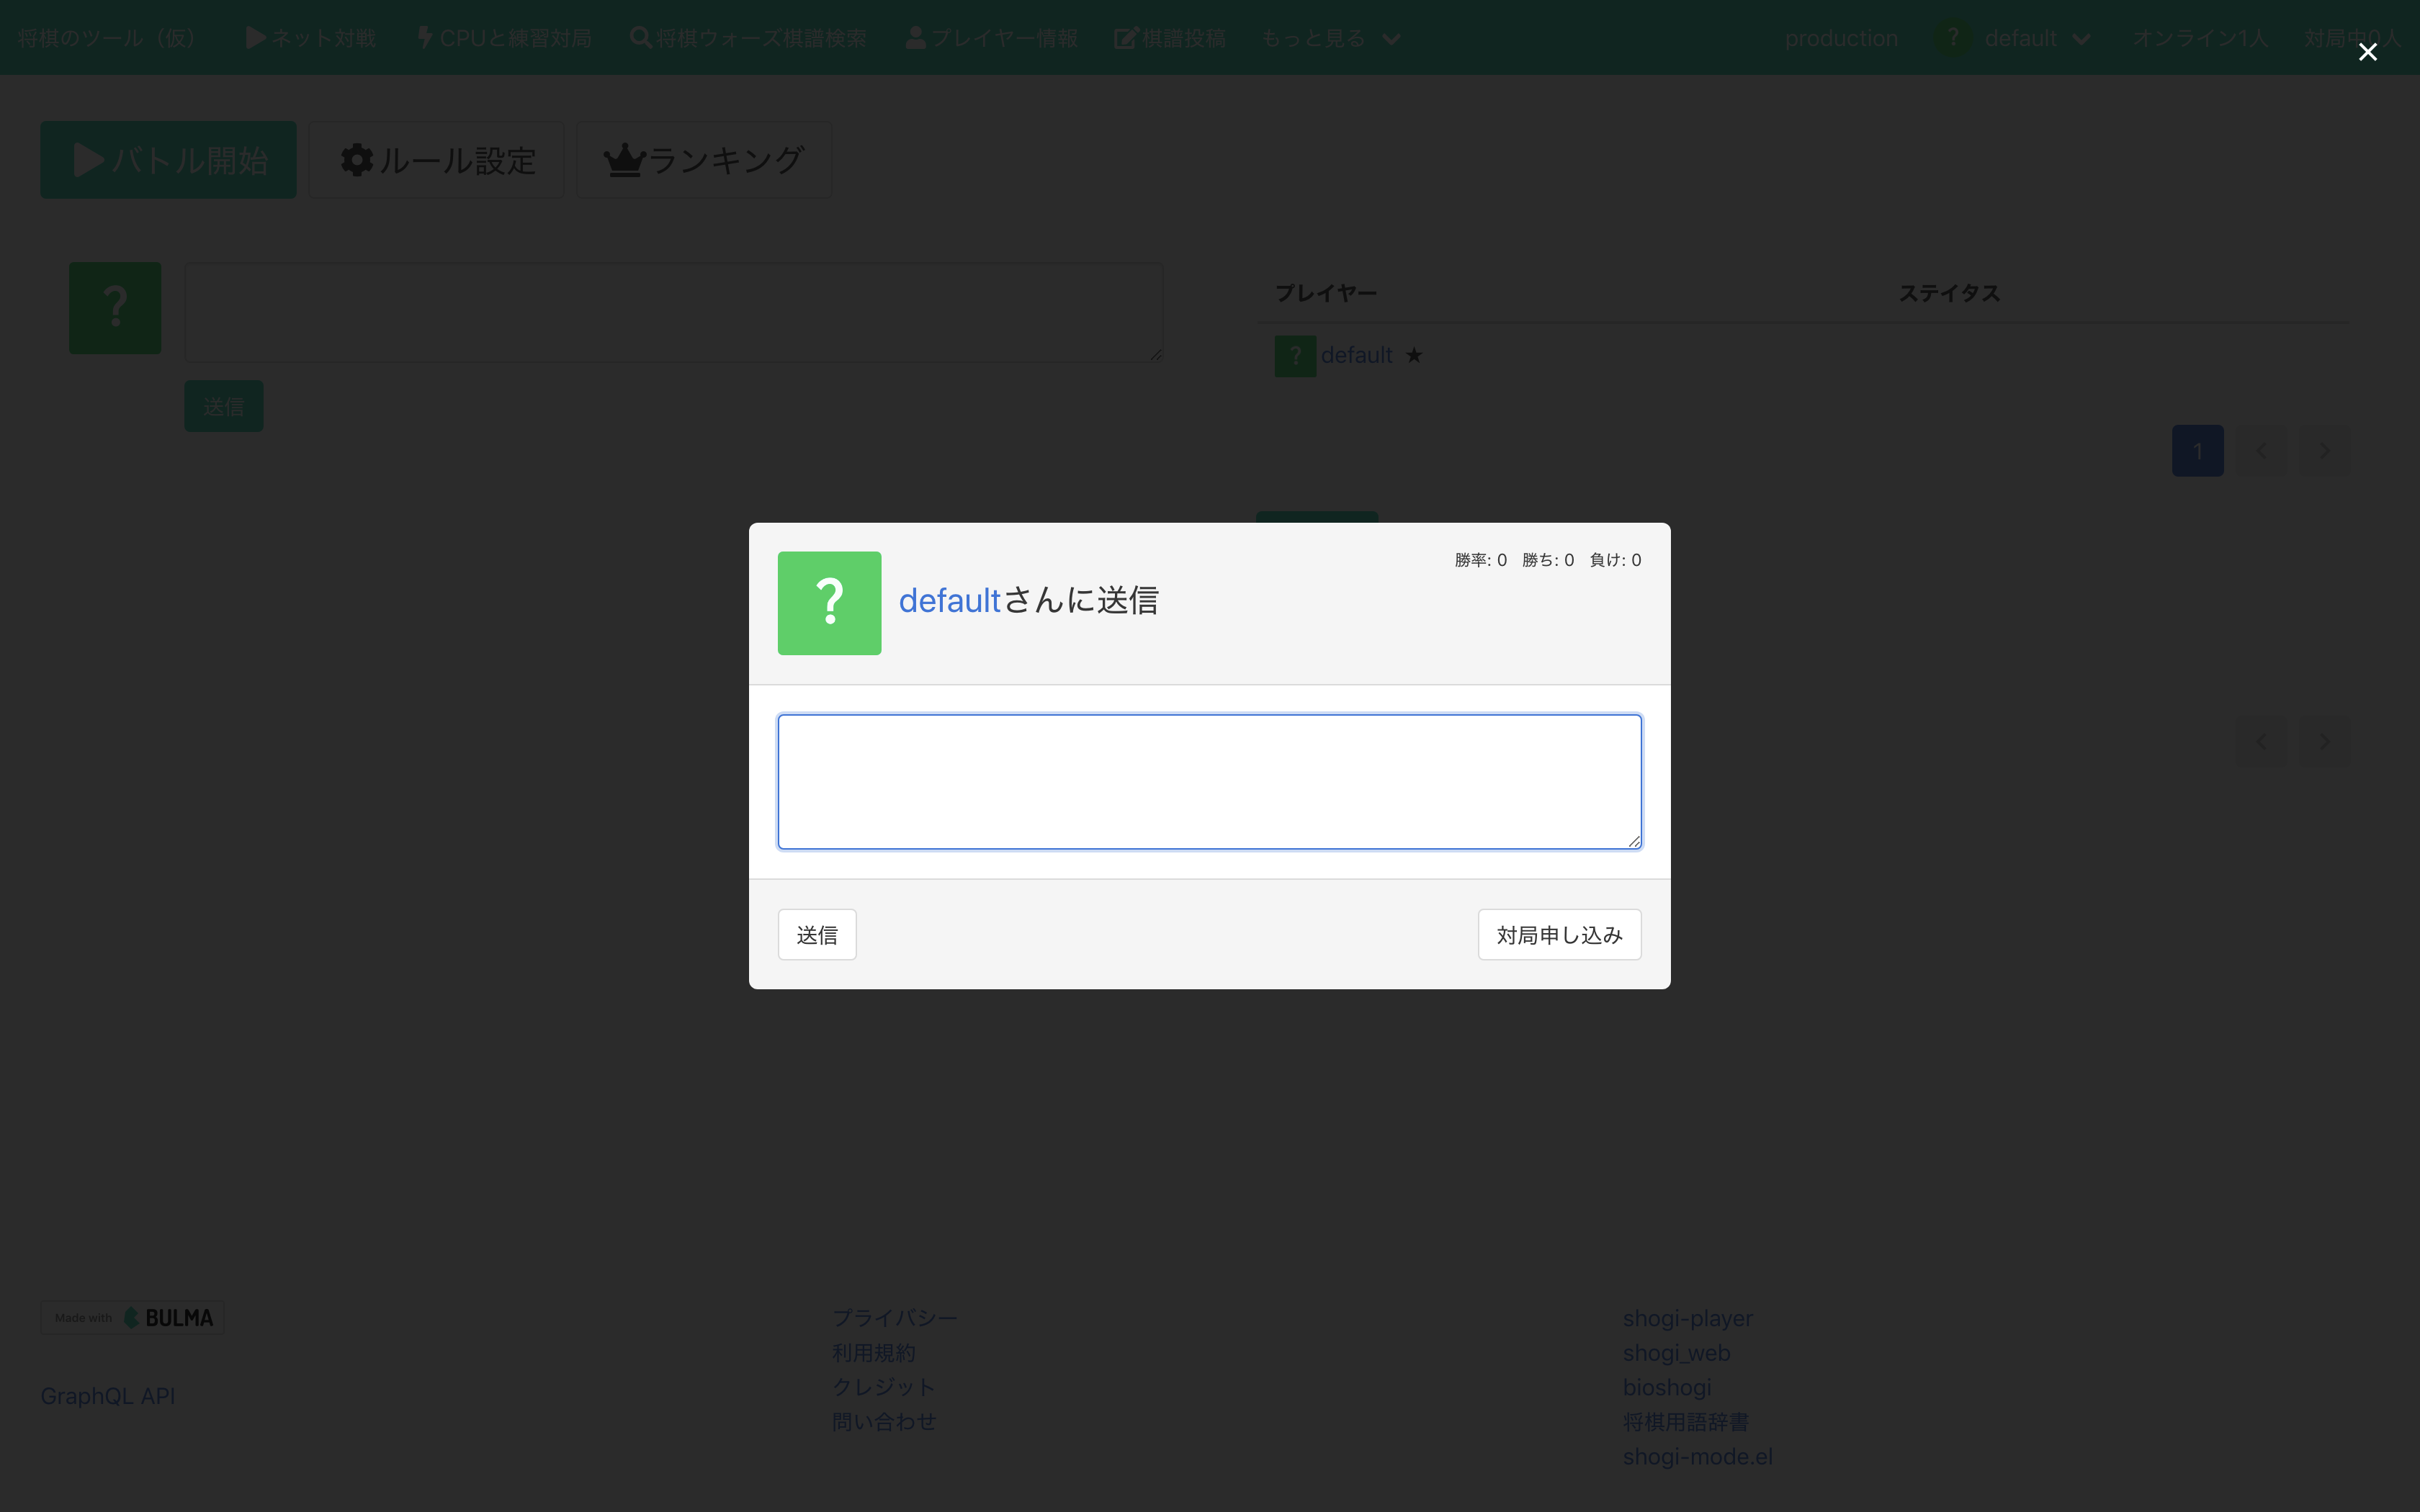 将棋のツール（仮） ネット対戦 CPUと練習対局 将棋ウォーズ棋譜検索 プレイヤー情報 棋譜投稿 もっと見る production ? default オンライン1人 対局中0人
バトル開始 ルール設定 ランキング
?
送信
プレイヤー ステイタス
? default ★
1
? defaultさんに送信
勝率: 0 勝ち: 0 負け: 0
送信 対局申し込み
Made with BULMA
GraphQL API
プライバシー
利用規約
クレジット
問い合わせ
shogi-player
shogi_web
bioshogi
将棋用語辞書
shogi-mode.el